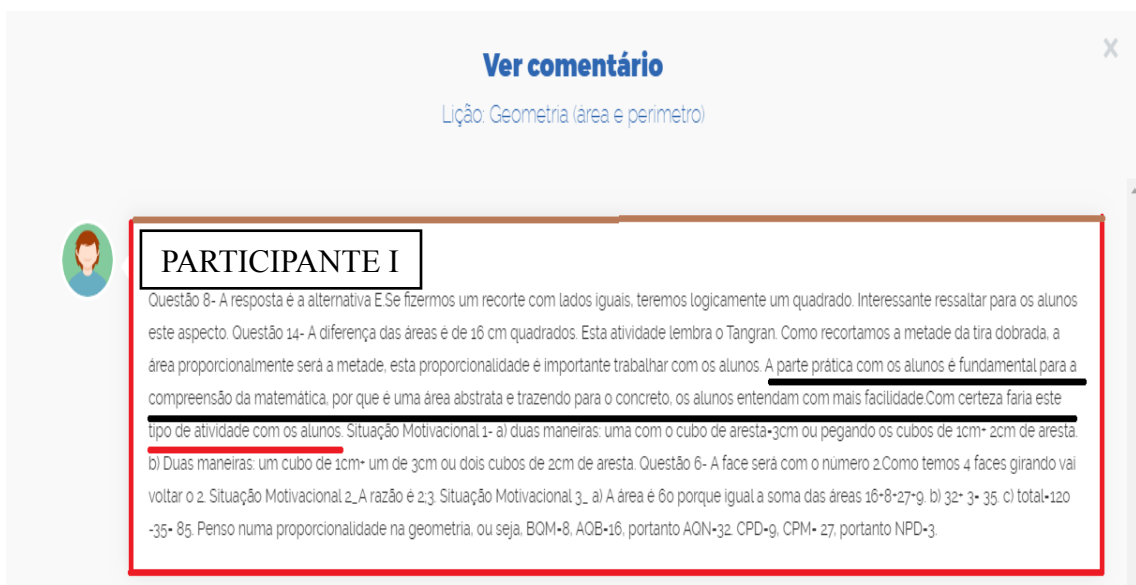 Ver comentário
X
Lição: Geometria (área e perimetro)
PARTICIPANTE I
Questão 8- A resposta é a alternativa E.Se fizermos um recorte com lados iguais, teremos logicamente um quadrado. Interessante ressaltar para os alunos
este aspecto. Questão 14- A diferença das áreas é de 16 cm quadrados. Esta atividade lembra o Tangran. Como recortamos a metade da tira dobrada, a
área proporcionalmente será a metade, esta proporcionalidade é importante trabalhar com os alunos. A parte prática com os alunos é fundamental para a
compreensão da matemática, por que é uma área abstrata e trazendo para o concreto, os alunos entendam com mais facilidade.Com certeza faria este
tipo de atividade com os alunos. Situação Motivacional 1- a) duas maneiras: uma com o cubo de aresta=3cm ou pegando os cubos de 1cm+ 2cm de aresta.
b) Duas maneiras: um cubo de 1cm+ um de 3cm ou dois cubos de 2cm de aresta. Questão 6- A face será com o número 2.Como temos 4 faces girando vai
voltar o 2. Situação Motivacional 2_A razão é 2;3. Situação Motivacional 3_ a) A área é 60 porque igual a soma das áreas 16+8+27+9. b) 32+ 3= 35. c) total=120
-35= 85. Penso numa proporcionalidade na geometria, ou seja, BQM=8, AQB=16, portanto AQN=32. CPD=9, CPM= 27, portanto NPD=3.